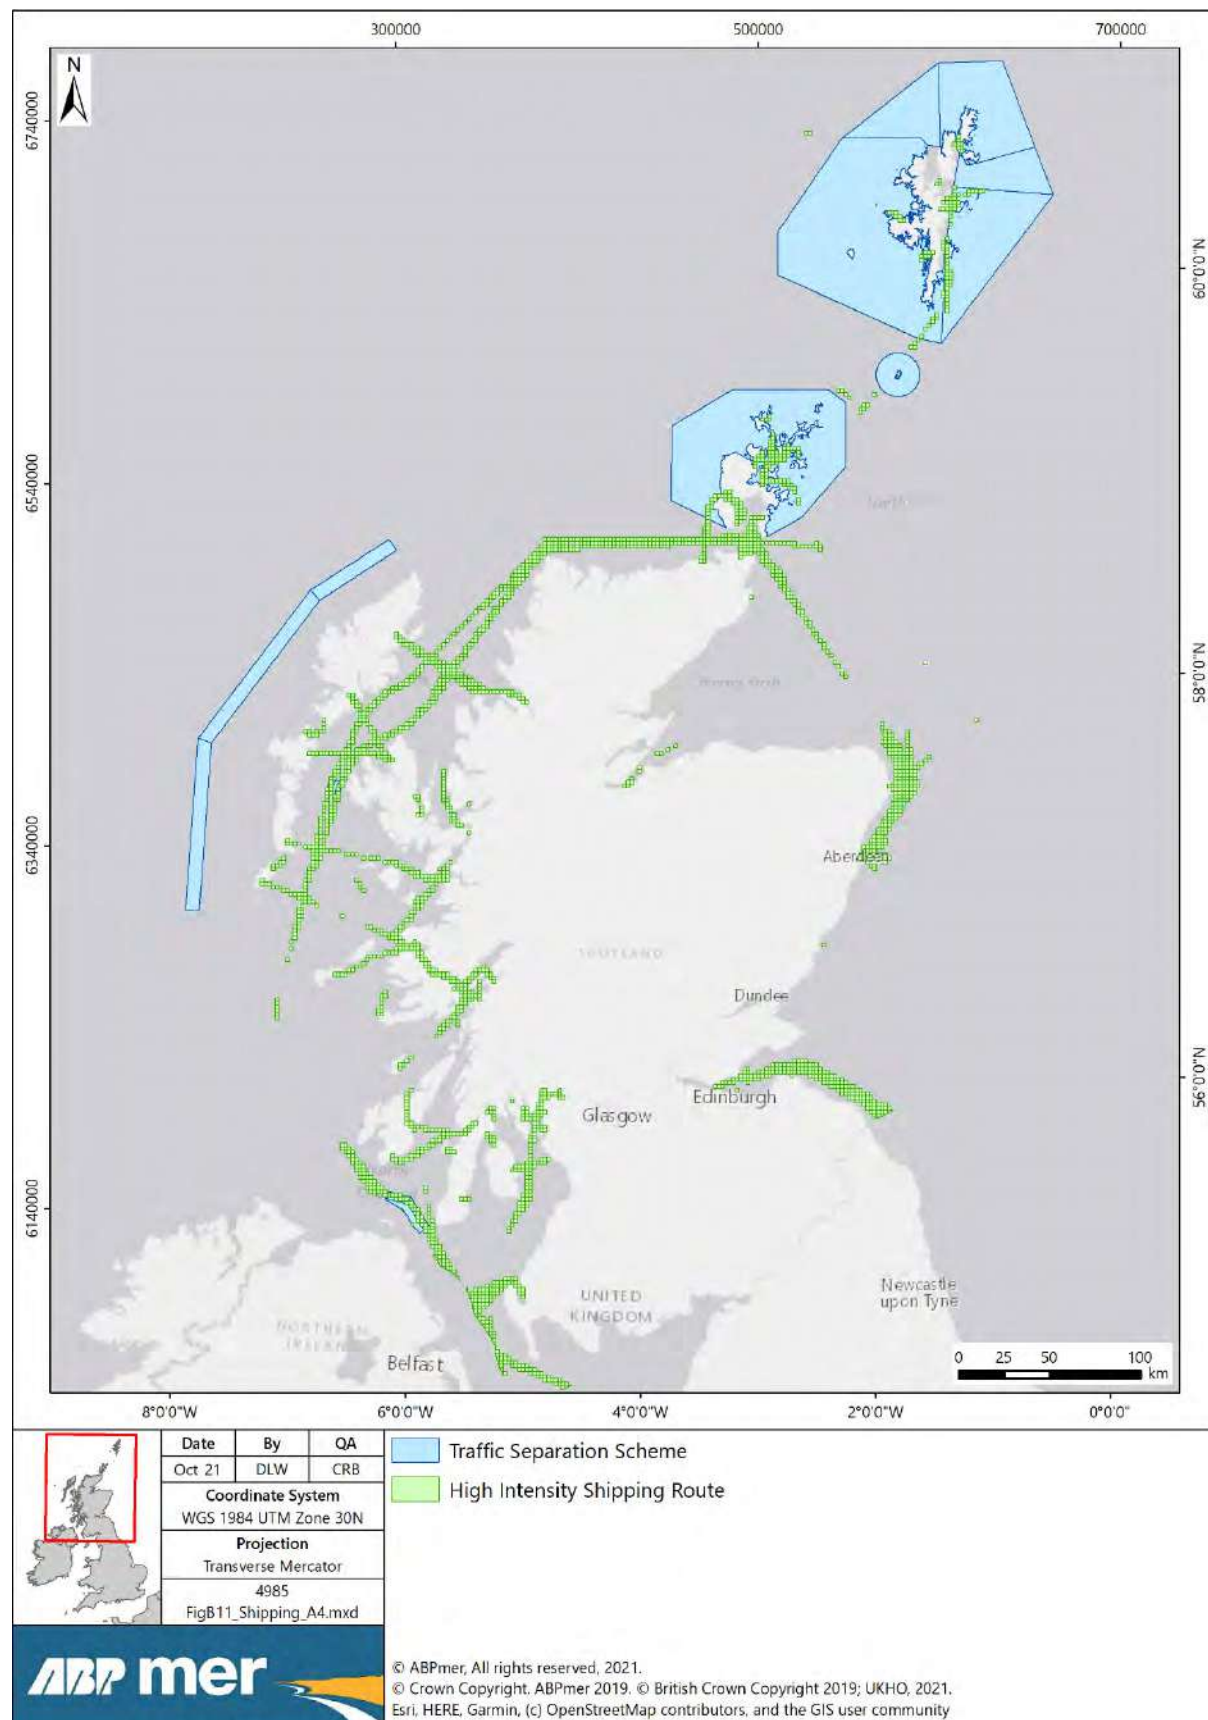 300000 500000 700000
N
6740000
60°0'0"N
6540000
58°0'0"N
6340000
Aberdeen
SCOTLAND
Dundee
56°0'0"N
Edinburgh
Glasgow
6140000
Newcastle
upon Tyne
UNITED
KINGDOM
NORTHERN
IRELAND
Belfast
0 25 50 100
km
8°0'0"W 6°0'0"W 4°0'0"W 2°0'0"W 0°0'0"
Date By QA
Oct 21 DLW CRB
Coordinate System
WGS 1984 UTM Zone 30N
Projection
Transverse Mercator
4985
FigB11_Shipping_A4.mxd
Traffic Separation Scheme
High Intensity Shipping Route
ABPmer
© ABPmer, All rights reserved, 2021.
© Crown Copyright. ABPmer 2019. © British Crown Copyright 2019; UKHO, 2021.
Esri, HERE, Garmin, (c) OpenStreetMap contributors, and the GIS user community